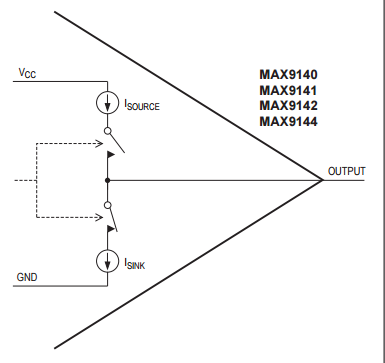 VCC
MAX9140
MAX9141
MAX9142
MAX9144
ISOURCE
OUTPUT
GND
ISINK